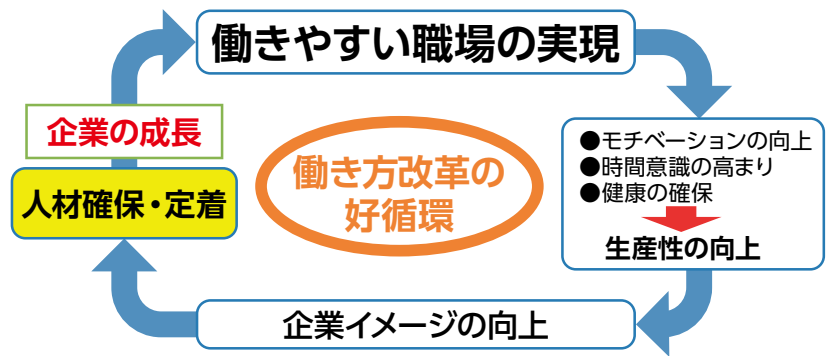 働きやすい職場の実現
●モチベーションの向上
●時間意識の高まり
●健康の確保
生産性の向上
企業イメージの向上
人材確保・定着
企業の成長
働き方改革の
好循環